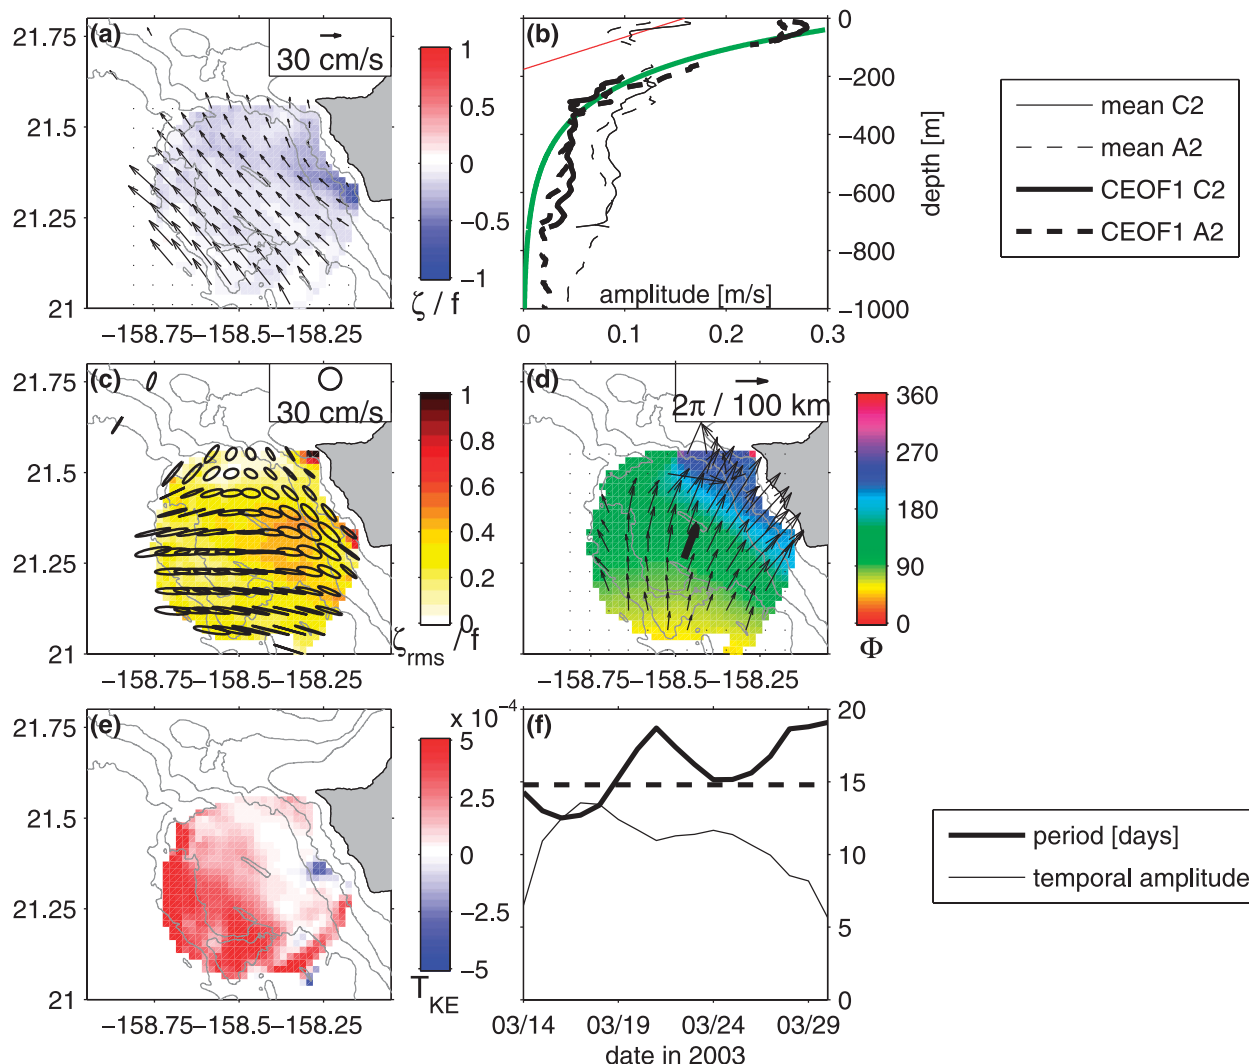 (a)
30 cm/s
21.75
21.5
21.25
21
−158.75−158.5−158.25
1
0.5
0
−0.5
−1
ζ / f
(b)
0
−200
−400
−600
−800
−1000
depth [m]
amplitude [m/s]
0
0.1
0.2
0.3
mean C2
mean A2
CEOF1 C2
CEOF1 A2
(c)
30 cm/s
21.75
21.5
21.25
21
−158.75−158.5−158.25
1
0.8
0.6
0.4
0.2
0
ζrms / f
(d)
2π / 100 km
−158.75−158.5−158.25
360
270
180
90
0
Φ
(e)
21.75
21.5
21.25
21
−158.75−158.5−158.25
x 10⁻⁴
5
2.5
0
−2.5
−5
TKE
(f)
20
15
10
5
0
03/14
03/19
03/24
03/29
date in 2003
period [days]
temporal amplitude